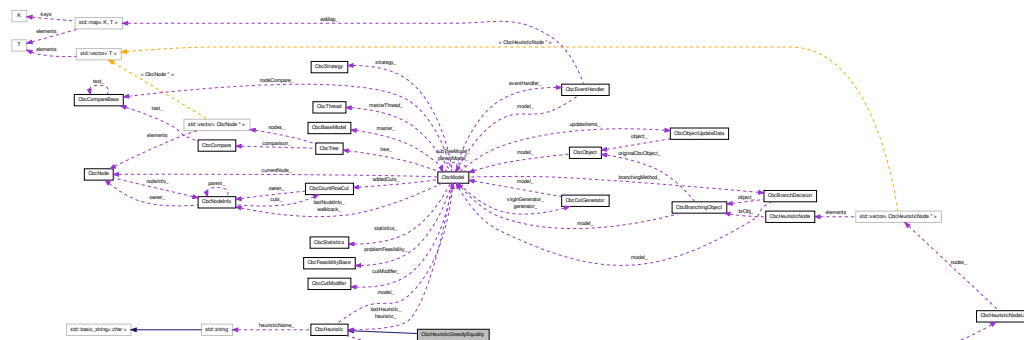 K
keys_
std::map< K, T >
eaMap_
T
elements
elements
std::vector< T >
< CbcHeuristicNode * >
< CbcNode * >
CbcStrategy
strategy_
nodeCompare_
test_
CbcCompareBase
eventHandler_
CbcEventHandler
model_
CbcThread
masterThread_
test_
std::vector< CbcNode * >
nodes_
CbcBaseModel
master_
updateItems_
CbcObjectUpdateData
object_
elements
CbcCompare
comparison_
CbcTree
tree_
subTreeModel_
parentModel_
model_
CbcObject
originalCbcObject_
CbcNode
currentNode_
CbcModel
branchingMethod_
nodeInfo_
parent_
owner_
CbcCountRowCut
addedCuts_
model_
owner_
CbcNodeInfo
cuts_
lastNodeInfo_
walkback_
virginGenerator_
generator_
CbcCutGenerator
CbcBranchDecision
object_
CbcBranchingObject
brObj_
CbcHeuristicNode
elements
std::vector< CbcHeuristicNode * >
model_
CbcStatistics
statistics_
problemFeasibility_
CbcFeasibilityBase
model_
nodes_
cutModifier_
CbcCutModifier
model_
lastHeuristic_
heuristic_
std::basic_string< char >
std::string
heuristicName_
CbcHeuristic
CbcHeuristicGreedyEquality
CbcHeuristicNodeLi